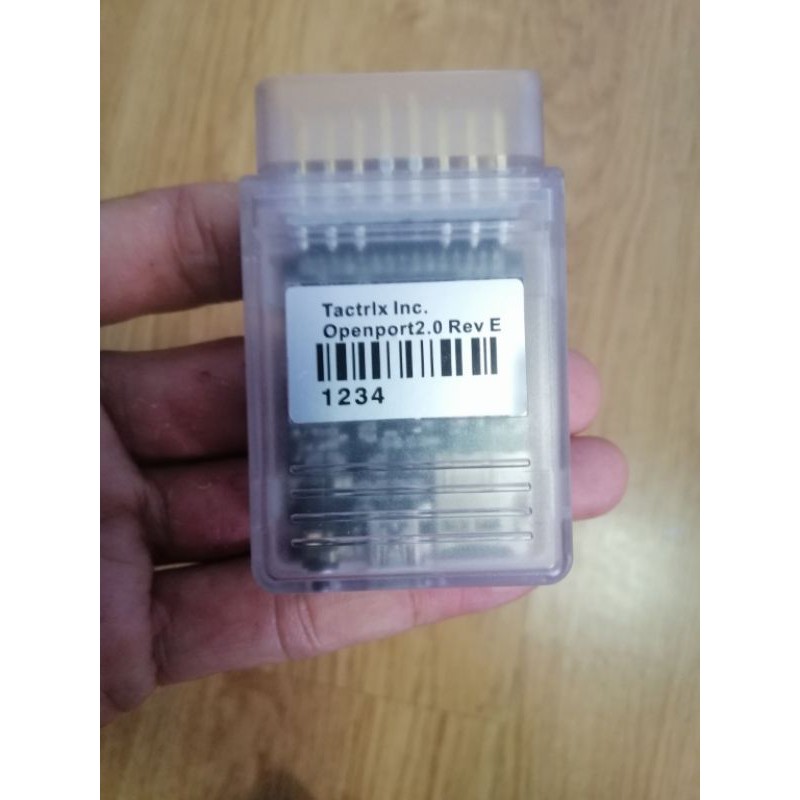 Tactrix Inc.
Openport2.0 Rev E
1234